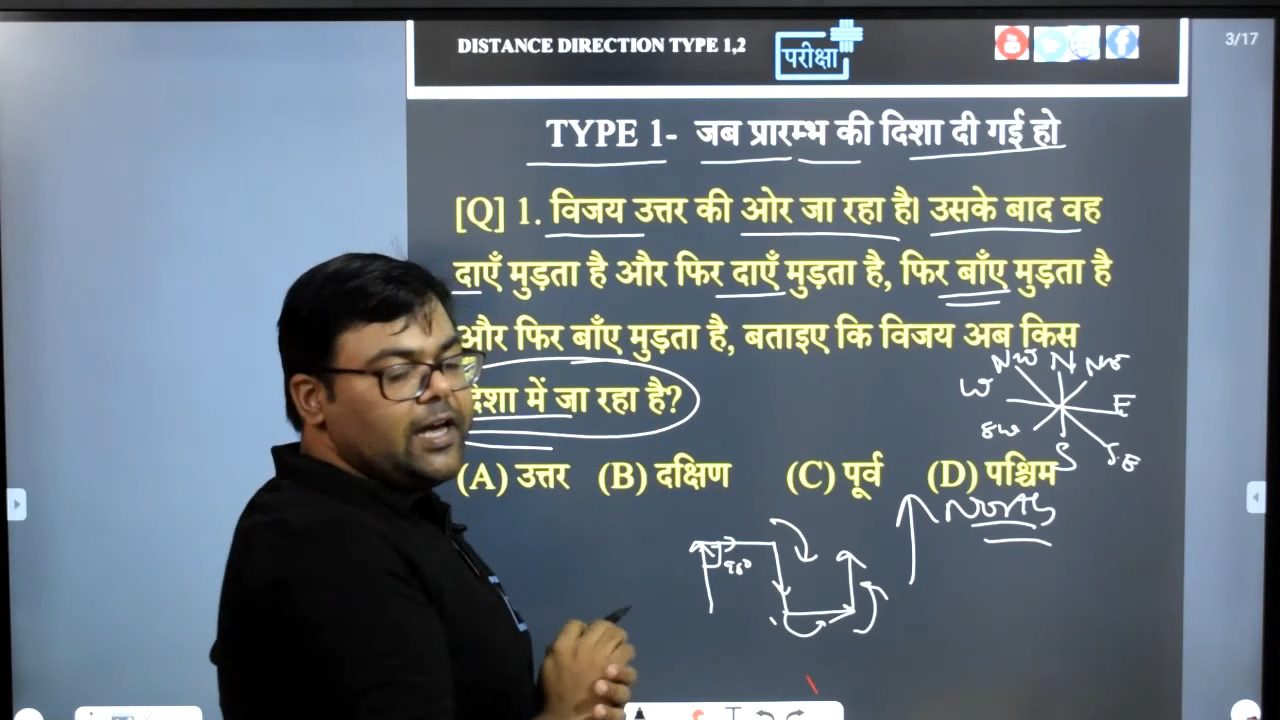 DISTANCE DIRECTION TYPE 1,2
परीक्षा
3/17
TYPE 1- जब प्रारम्भ की दिशा दी गई हो
[Q] 1. विजय उत्तर की ओर जा रहा है। उसके बाद वह
दाएँ मुड़ता है और फिर दाएँ मुड़ता है, फिर बाँए मुड़ता है
और फिर बाँए मुड़ता है, बताइए कि विजय अब किस
दिशा में जा रहा है?
NW N NE
W E
SW S S.E
(A) उत्तर (B) दक्षिण (C) पूर्व (D) पश्चिम
North
90°